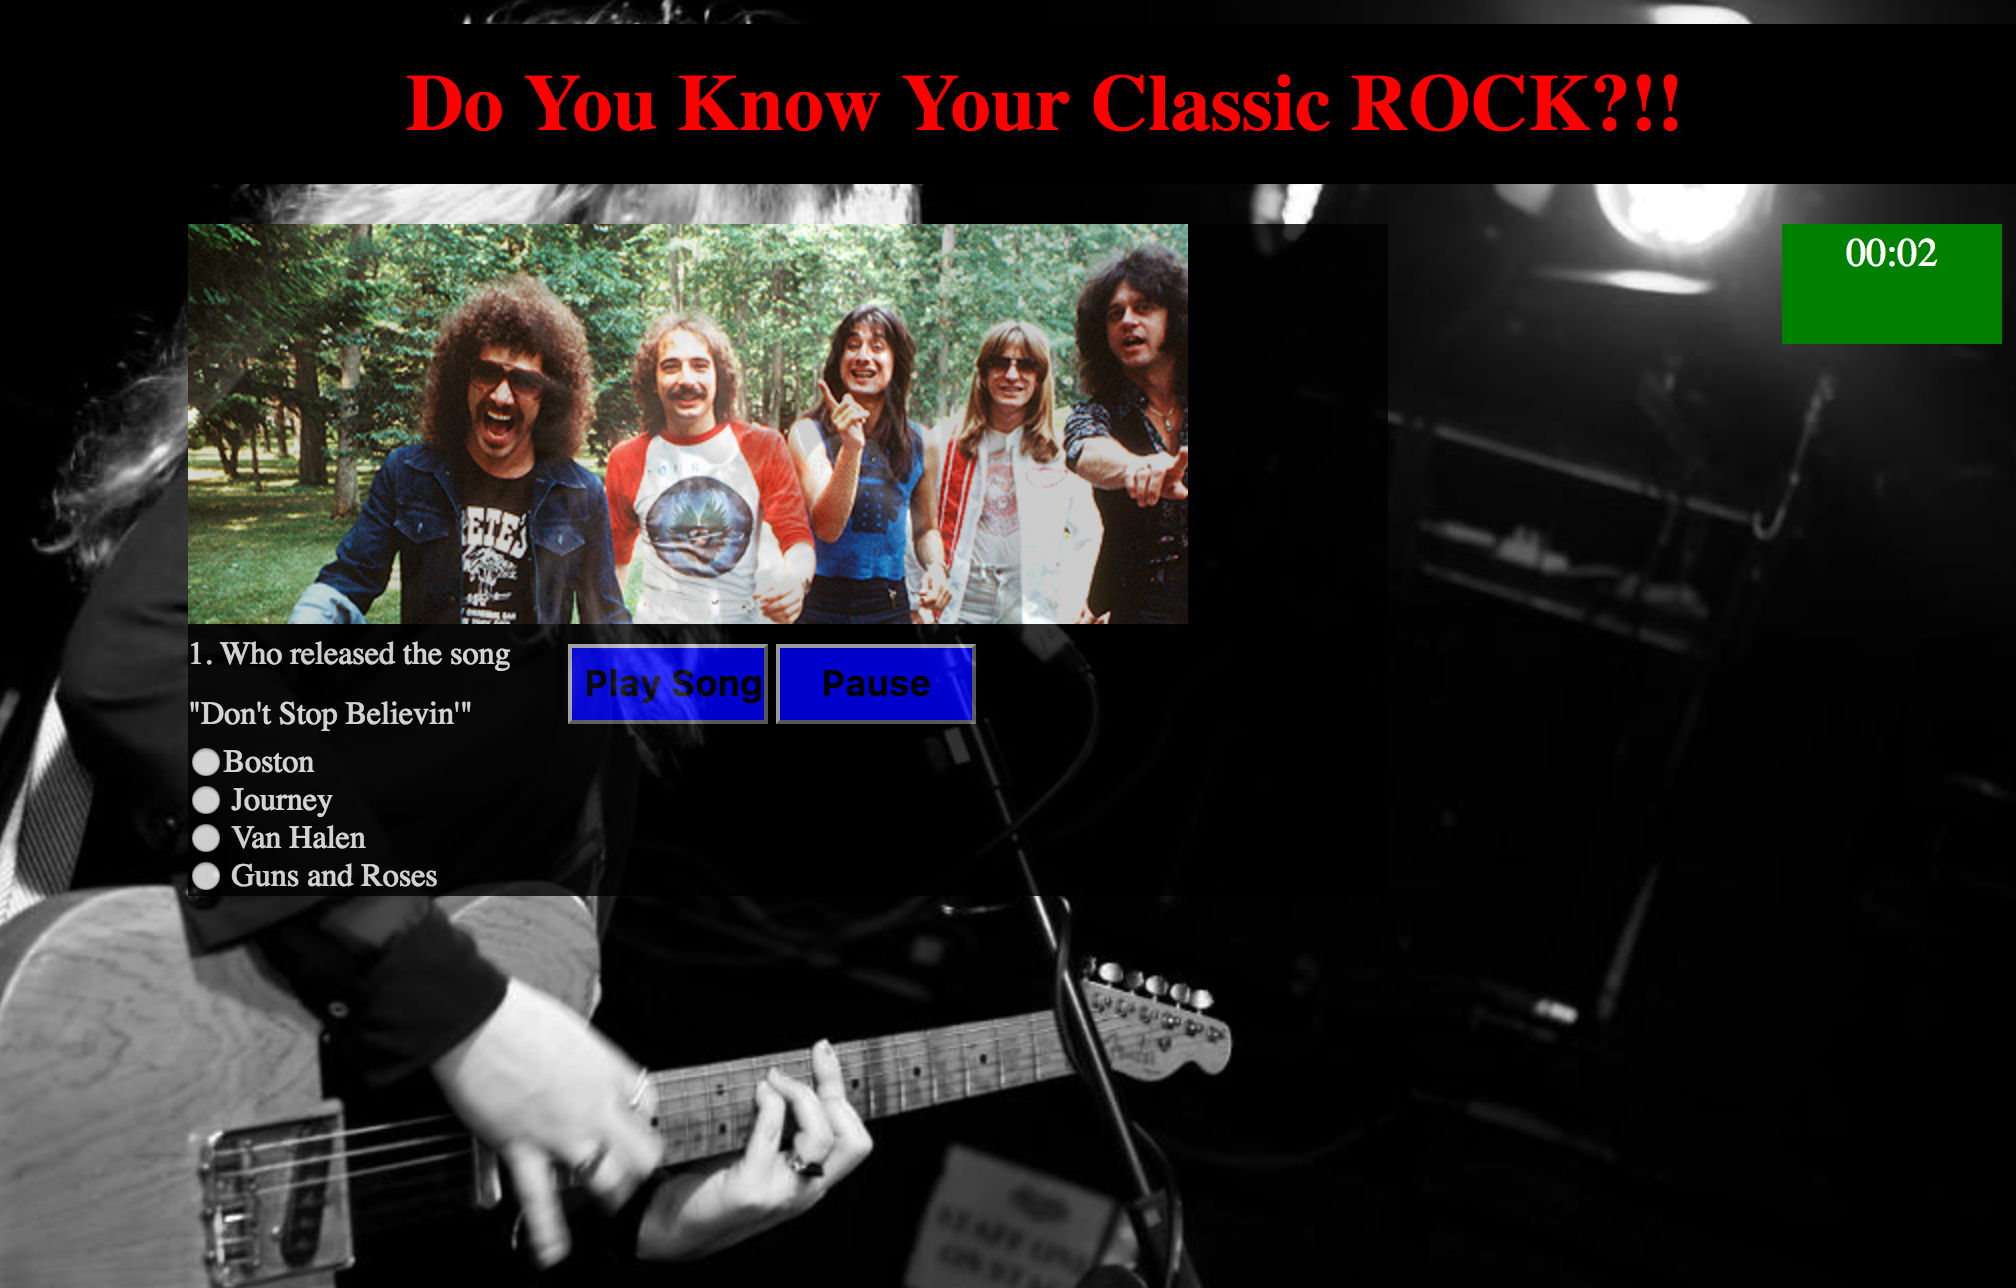 Do You Know Your Classic ROCK?!!
00:02
ETE'S
1. Who released the song
"Don't Stop Believin'"
Play Song
Pause
Boston
Journey
Van Halen
Guns and Roses